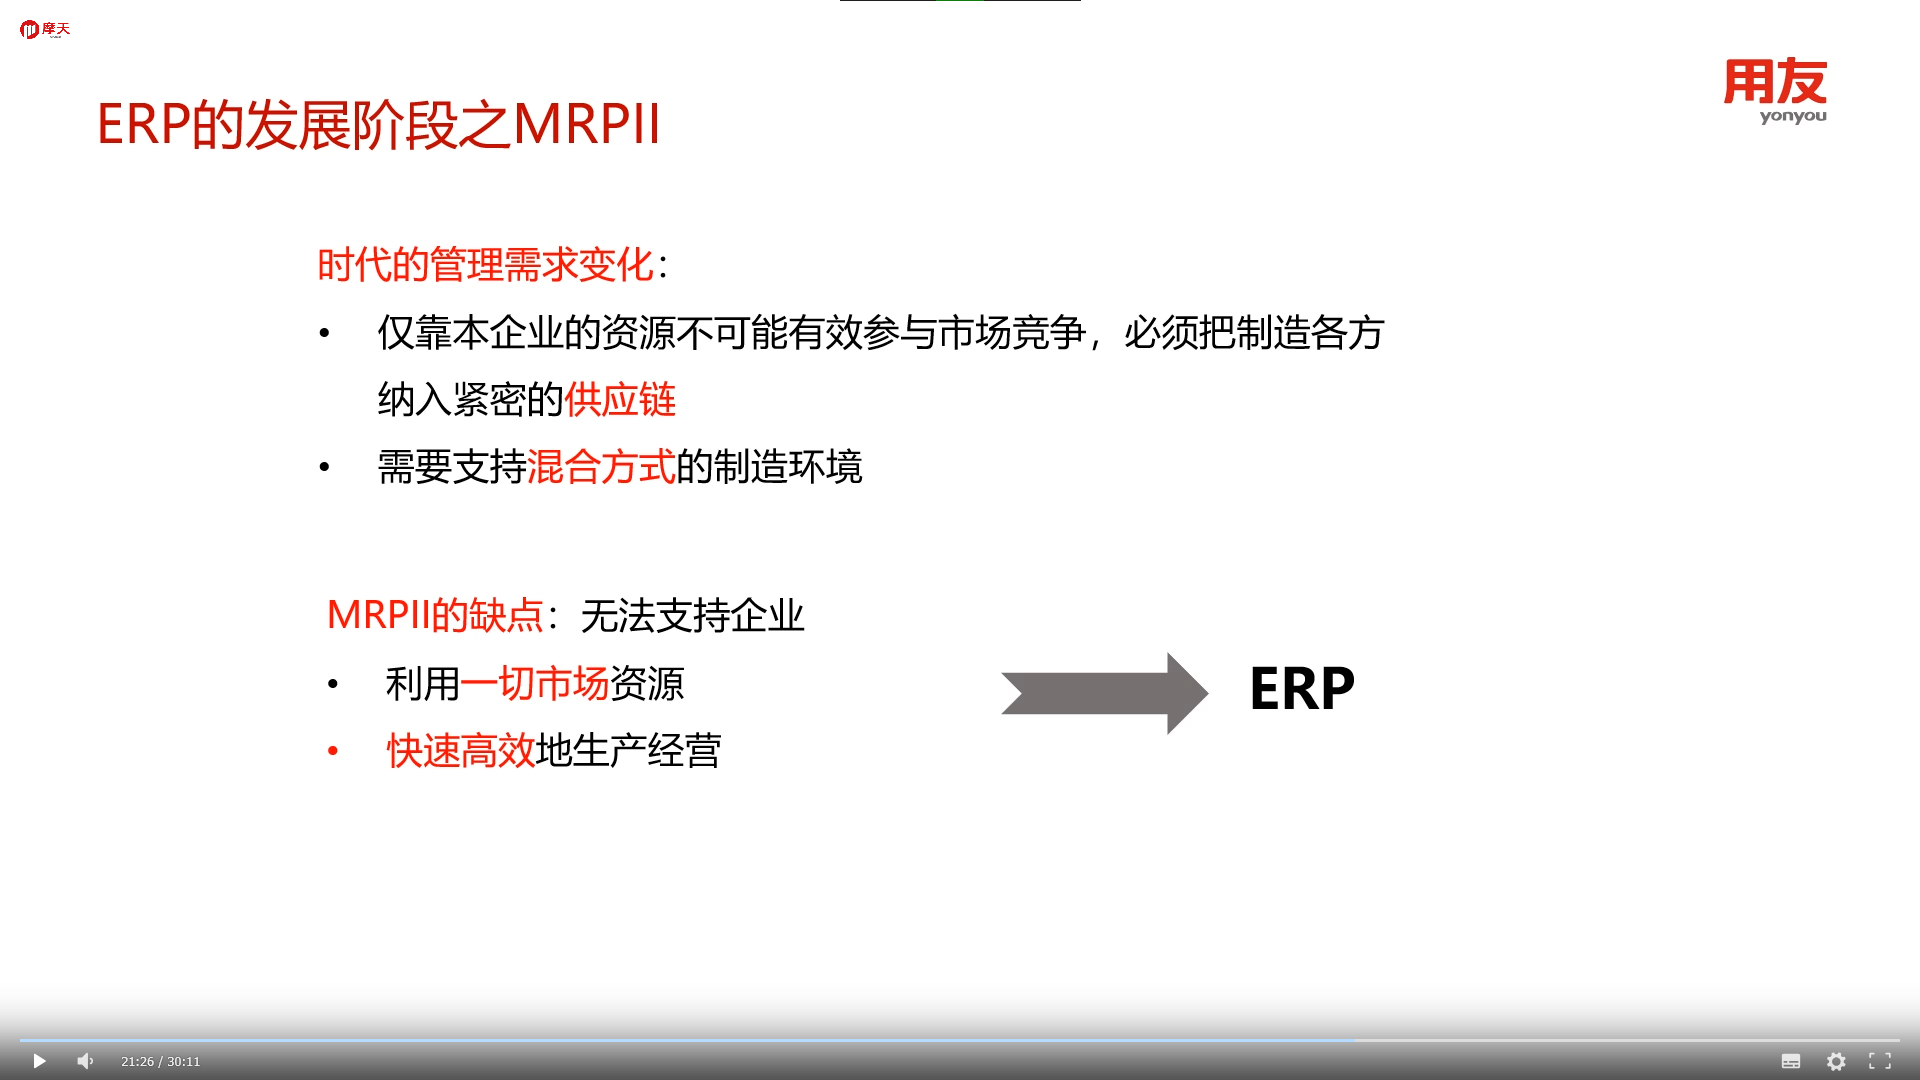 摩天
用友
yonyou
ERP的发展阶段之MRPII
时代的管理需求变化：
• 仅靠本企业的资源不可能有效参与市场竞争，必须把制造各方
纳入紧密的供应链
• 需要支持混合方式的制造环境
MRPII的缺点：无法支持企业
• 利用一切市场资源
• 快速高效地生产经营
ERP
21:26 / 30:11